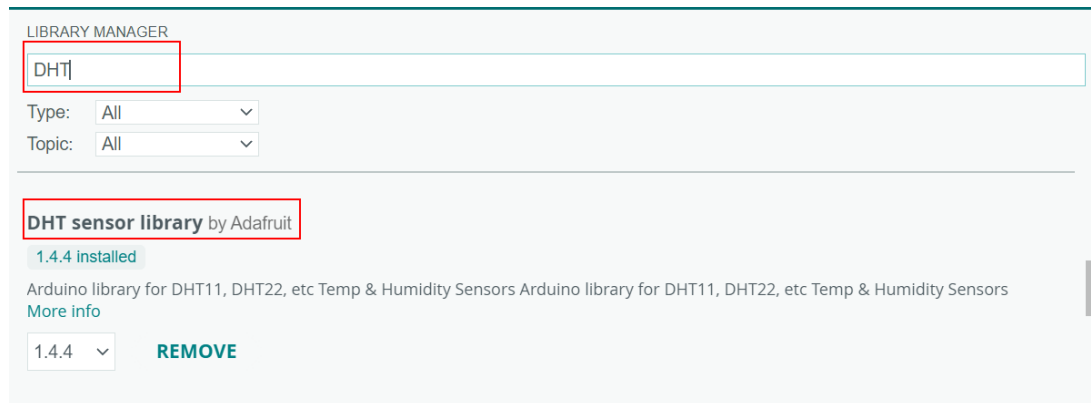 LIBRARY MANAGER
DHT
Type: All
Topic: All
DHT sensor library by Adafruit
1.4.4 installed
Arduino library for DHT11, DHT22, etc Temp & Humidity Sensors Arduino library for DHT11, DHT22, etc Temp & Humidity Sensors
More info
1.4.4 REMOVE